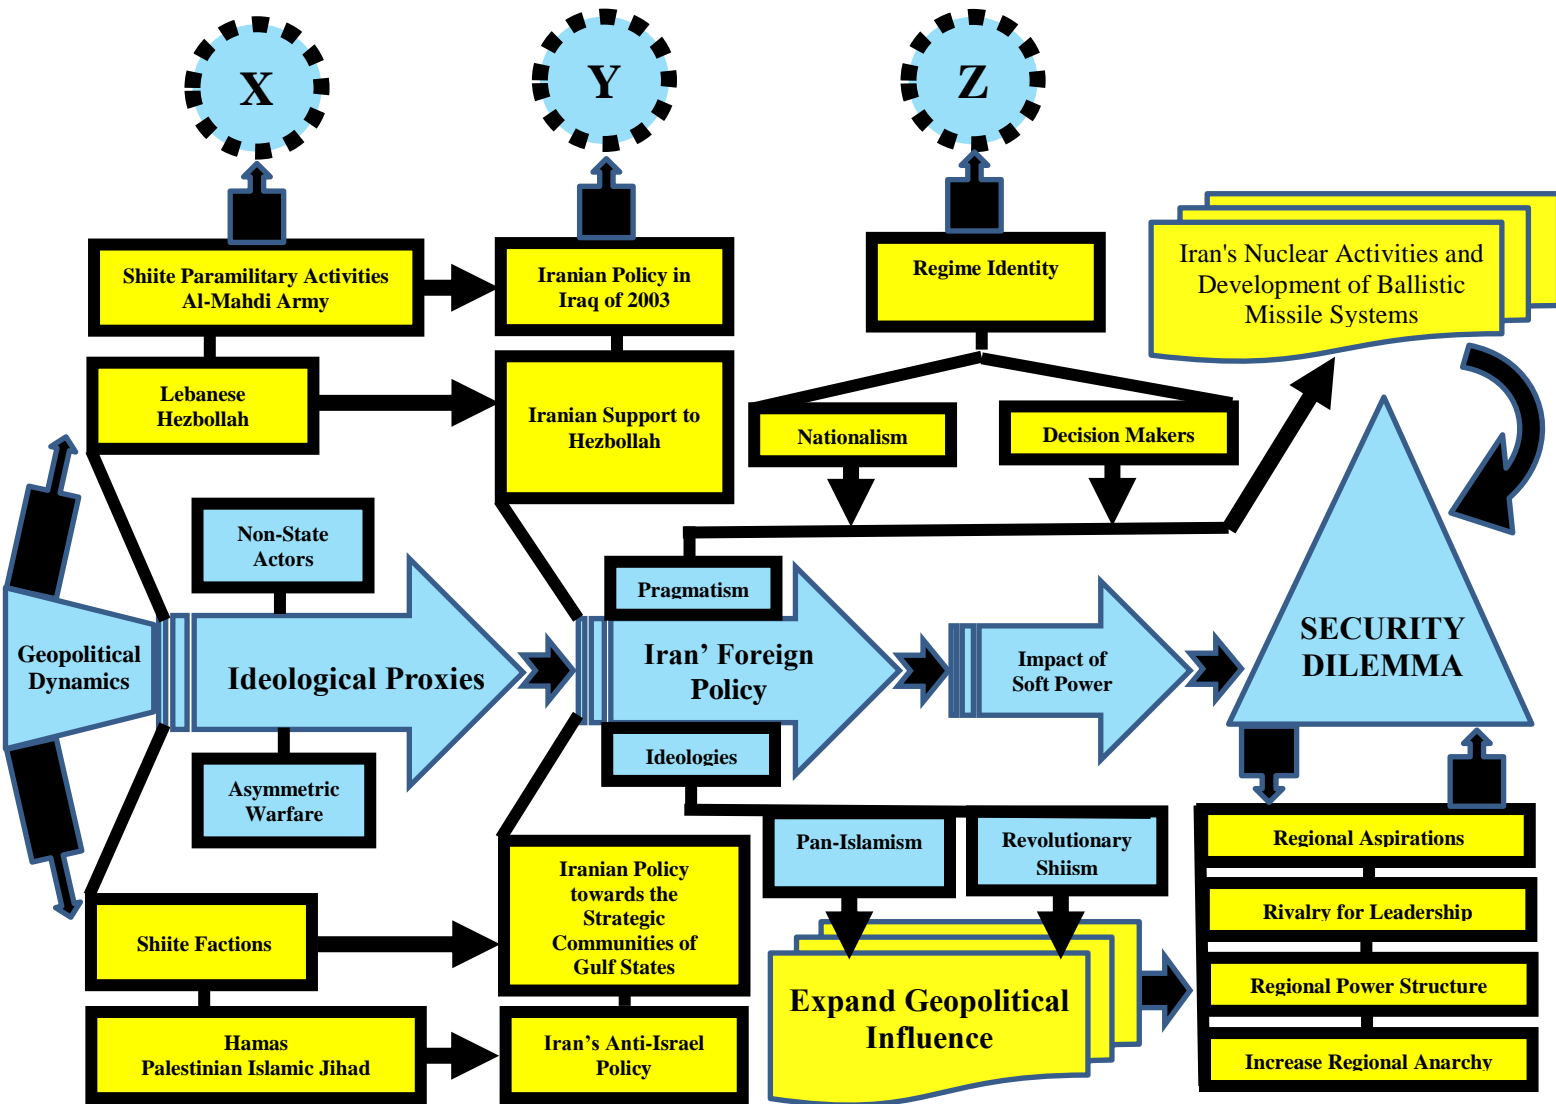 X
Y
Z
Shiite Paramilitary Activities
Al-Mahdi Army
Iranian Policy in
Iraq of 2003
Regime Identity
Iran's Nuclear Activities and
Development of Ballistic
Missile Systems
Lebanese
Hezbollah
Iranian Support to
Hezbollah
Nationalism
Decision Makers
Non-State
Actors
Pragmatism
Geopolitical
Dynamics
Ideological Proxies
Iran' Foreign
Policy
Impact of
Soft Power
SECURITY
DILEMMA
Ideologies
Asymmetric
Warfare
Pan-Islamism
Revolutionary
Shiism
Regional Aspirations
Rivalry for Leadership
Regional Power Structure
Increase Regional Anarchy
Shiite Factions
Iranian Policy
towards the
Strategic
Communities of
Gulf States
Expand Geopolitical
Influence
Hamas
Palestinian Islamic Jihad
Iran’s Anti-Israel
Policy